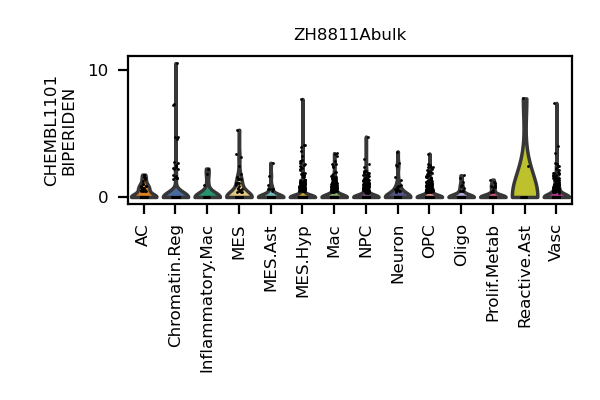 ZH8811Abulk
CHEMBL1101
BIPERIDEN
10
0
AC
Chromatin.Reg
Inflammatory.Mac
MES
MES.Ast
MES.Hyp
Mac
NPC
Neuron
OPC
Oligo
Prolif.Metab
Reactive.Ast
Vasc